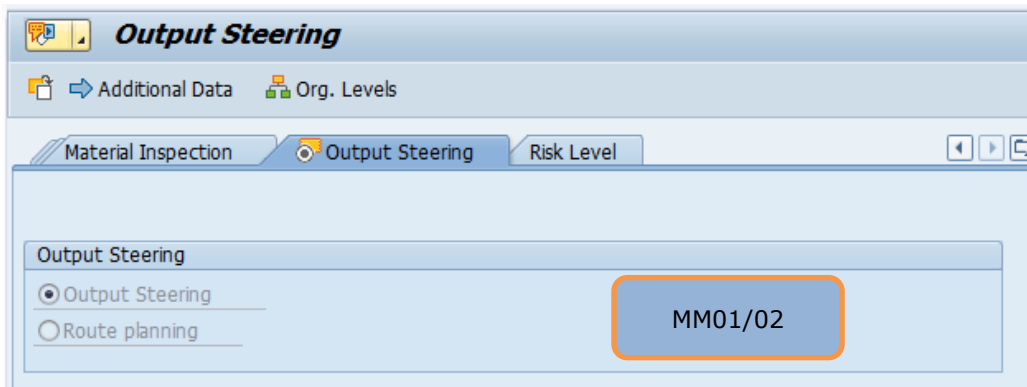 Output Steering
Additional Data Org. Levels
Material Inspection Output Steering Risk Level
Output Steering
Output Steering
Route planning
MM01/02